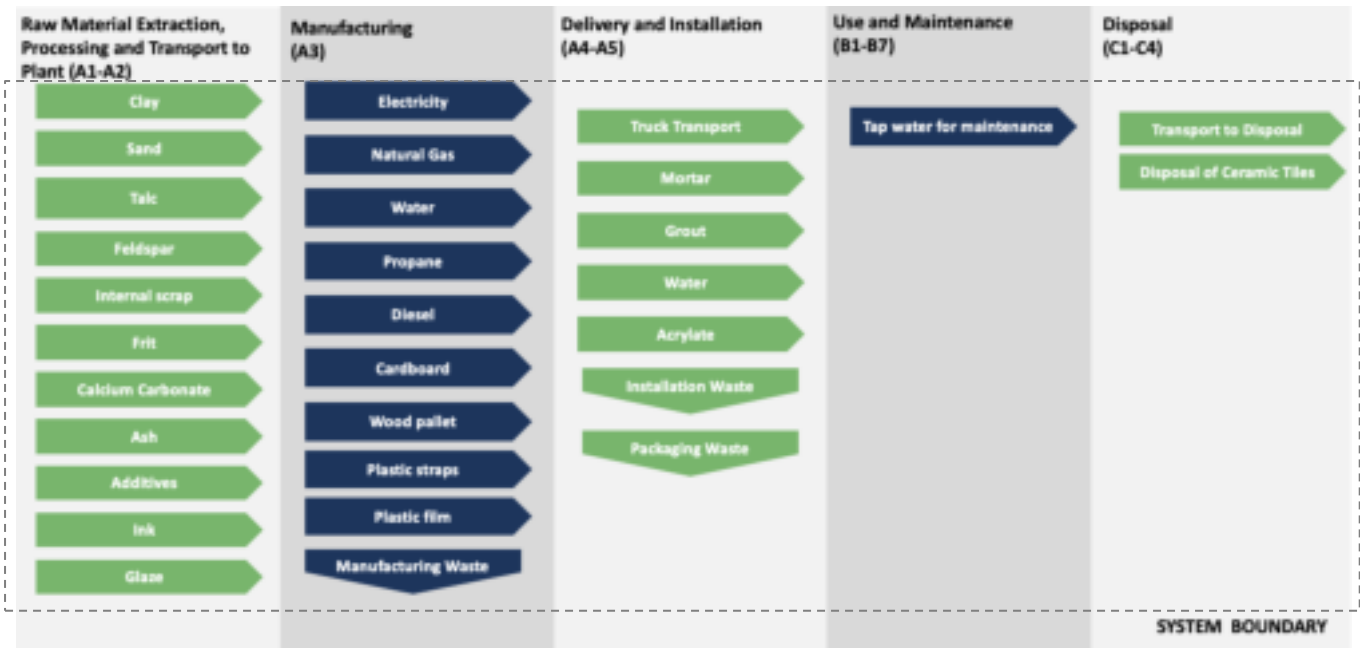 Raw Material Extraction,
Processing and Transport to
Plant (A1-A2)
Clay
Sand
Talc
Feldspar
Internal scrap
Frit
Calcium Carbonate
Ash
Additives
Ink
Glaze
Manufacturing
(A3)
Electricity
Natural Gas
Water
Propane
Diesel
Cardboard
Wood pallet
Plastic straps
Plastic film
Manufacturing Waste
Delivery and Installation
(A4-A5)
Truck Transport
Mortar
Grout
Water
Acrylate
Installation Waste
Packaging Waste
Use and Maintenance
(B1-B7)
Tap water for maintenance
Disposal
(C1-C4)
Transport to Disposal
Disposal of Ceramic Tiles
SYSTEM BOUNDARY